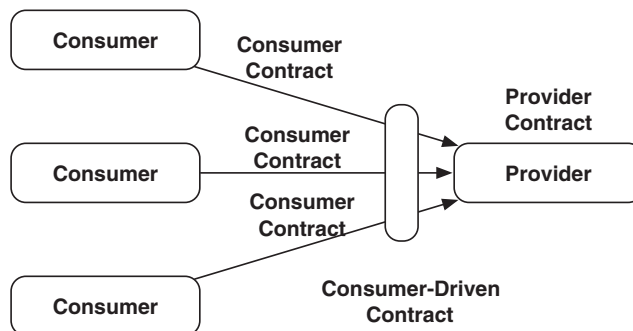 Consumer
Consumer
Contract
Provider
Contract
Consumer
Contract
Consumer
Provider
Consumer
Contract
Consumer
Consumer-Driven
Contract